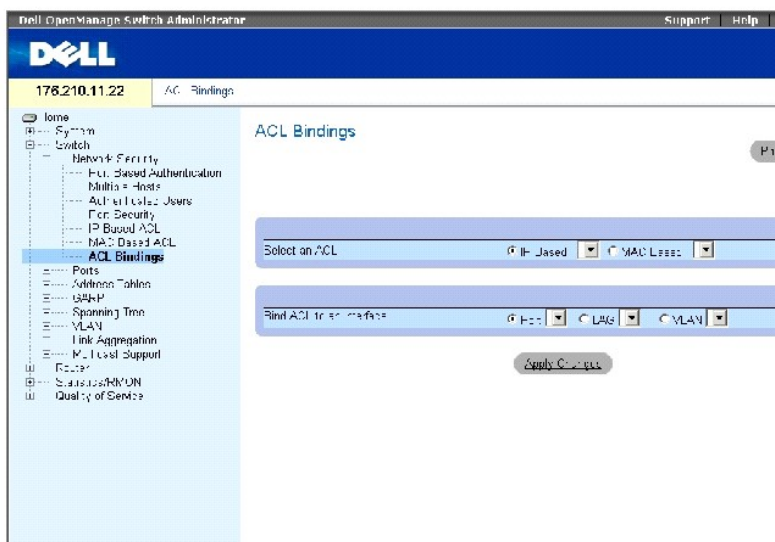 Dell OpenManage Switch Administrator
Support
Help
DELL
176.210.11.22
Bindings
ACL Bindings
System
Switch
Network Security
Port Based Authentication
Multiple Hosts
Authenticated Users
Port Security
IP Based ACL
MAC Based ACL
ACL Bindings
Ports
Address Tables
GARP
Spanning Tree
VLAN
Link Aggregation
Multicast Support
Router
Statistics/RMON
Quality of Service
Select an ACL
IP Based
MAC Based
Bind ACL to an Interface
Port
LAG
VLAN
Apply Changes